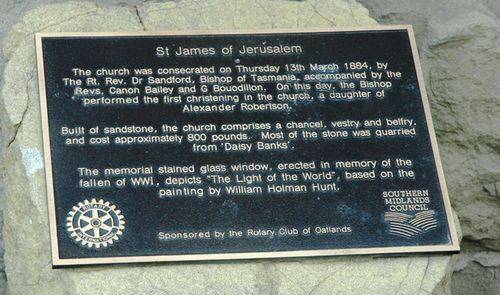 St James of Jerusalem
The church was consecrated on Thursday 13th March 1884, by
The Rt. Rev. Dr Sandford, Bishop of Tasmania, accompanied by the
Revs. Canon Bailey and G Bouodilon. On this day, the Bishop
performed the first christening in the church, a daughter of
Alexander Robertson.
Built of sandstone, the church comprises a chancel, vestry and belfry,
and cost approximately 800 pounds. Most of the stone was quarried
from 'Daisy Banks'.
The memorial stained glass window, erected in memory of the
fallen of WWI, depicts "The Light of the World", based on the
painting by William Holman Hunt.
ROTARY
INTERNATIONAL
SOUTHERN
MIDLANDS
COUNCIL
Sponsored by the Rotary Club of Oatlands